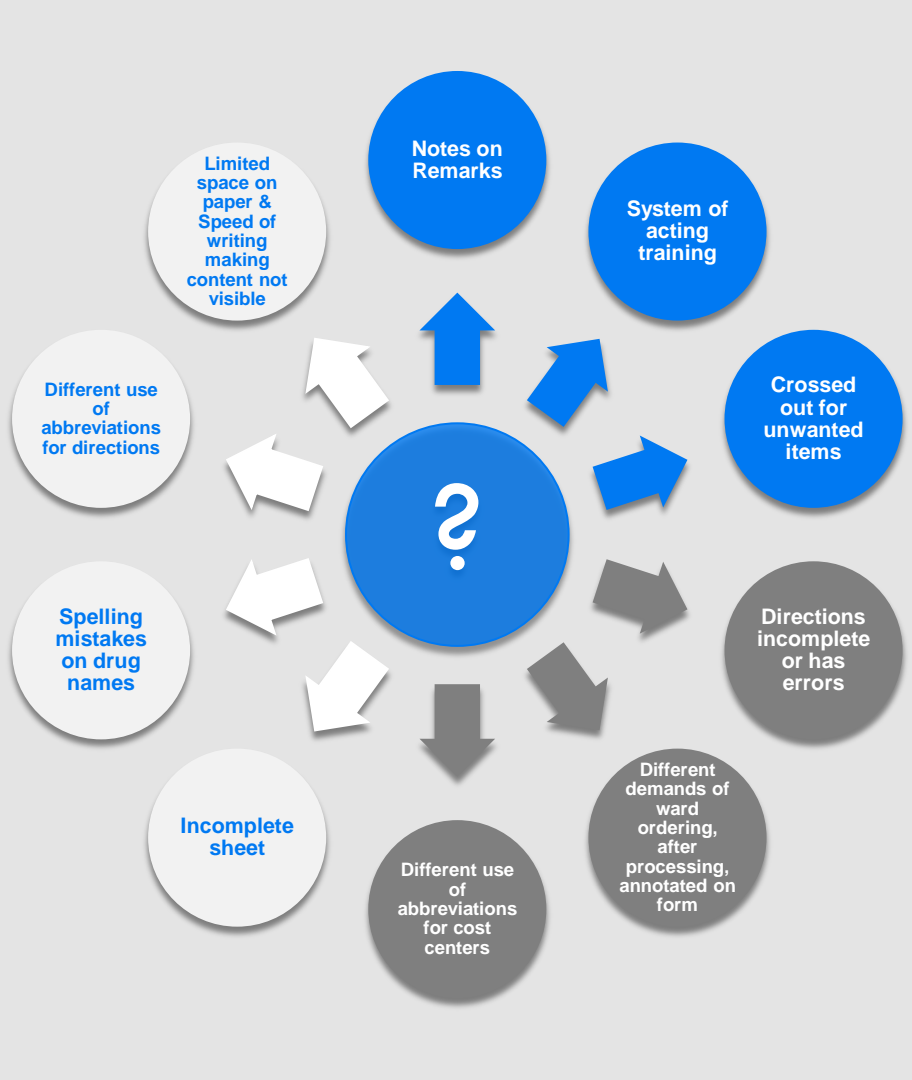 Notes on
Remarks
System of
acting
training
Crossed
out for
unwanted
items
Directions
incomplete
or has
errors
Different
demands of
ward
ordering,
after
processing,
annotated on
form
Different use
of
abbreviations
for cost
centers
Incomplete
sheet
Spelling
mistakes
on drug
names
Different use
of
abbreviations
for directions
Limited
space on
paper &
Speed of
writing
making
content not
visible
?